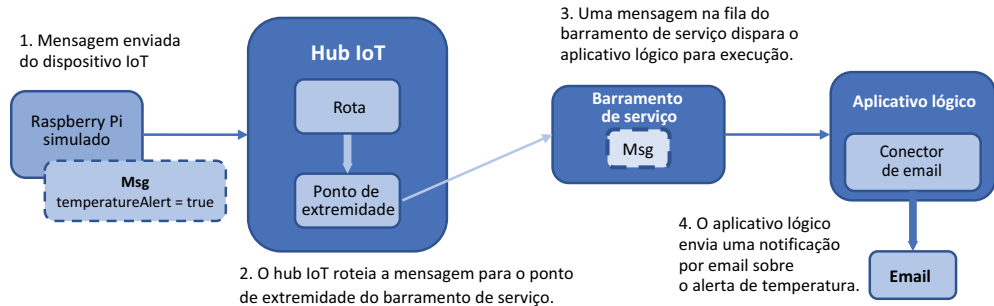 1. Mensagem enviada
do dispositivo IoT
Raspberry Pi
simulado
Msg
temperatureAlert = true
Hub IoT
Rota
Ponto de
extremidade
2. O hub IoT roteia a mensagem para o ponto
de extremidade do barramento de serviço.
3. Uma mensagem na fila do
barramento de serviço dispara o
aplicativo lógico para execução.
Barramento
de serviço
Msg
Aplicativo lógico
Conector
de email
4. O aplicativo lógico
envia uma notificação
por email sobre
o alerta de temperatura.
Email